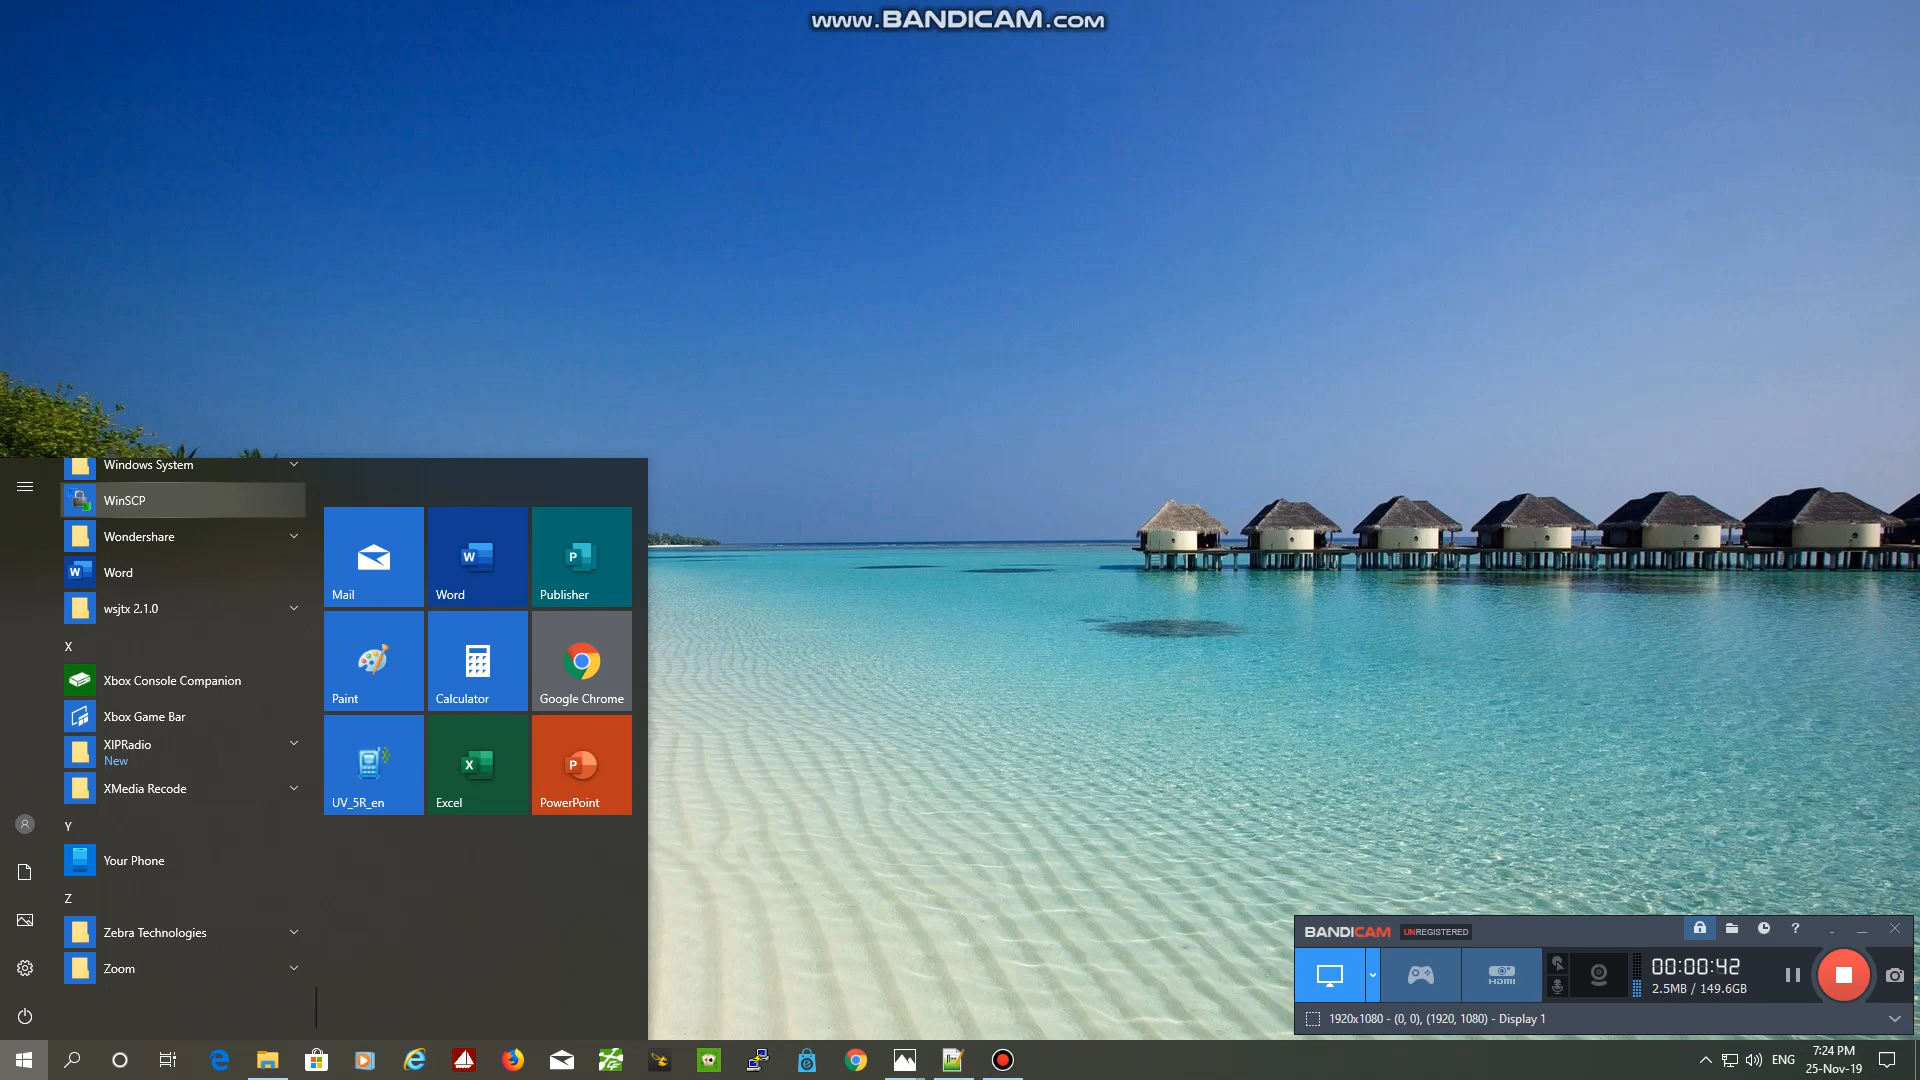 www.BANDICAM.com
Windows System
WinSCP
Wondershare
Word
wsjtx 2.1.0
X
Xbox Console Companion
Xbox Game Bar
XIPRadio
New
XMedia Recode
Y
Your Phone
Z
Zebra Technologies
Zoom
Mail
Word
Publisher
Paint
Calculator
Google Chrome
UV_5R_en
Excel
PowerPoint
BANDICAM UNREGISTERED
HDMI
00:00:42
2.5MB / 149.6GB
1920x1080 - (0, 0), (1920, 1080) - Display 1
ENG
7:24 PM
25-Nov-19